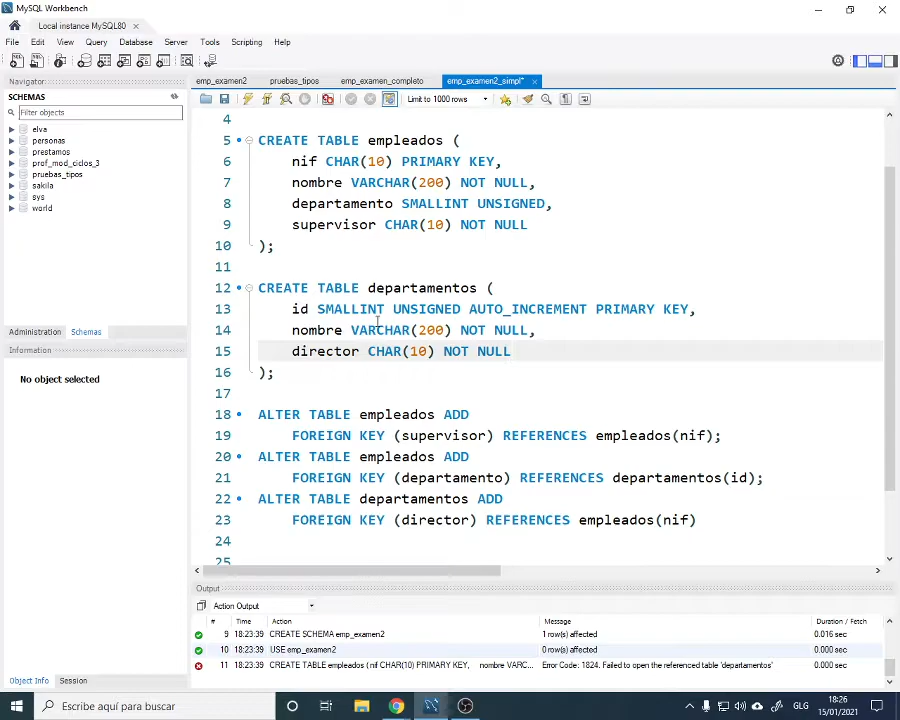 MySQL Workbench
Local instance MySQL80
File Edit View Query Database Server Tools Scripting Help
Navigator
SCHEMAS
Filter objects
elva
personas
prestamos
prof_mod_ciclos_3
pruebas_tipos
sakila
sys
world
Administration Schemas
Information
No object selected
Object Info Session
emp_examen2 pruebas_tipos emp_examen_completo emp_examen2_simpl*
Limit to 1000 rows
4
5 CREATE TABLE empleados (
6 nif CHAR(10) PRIMARY KEY,
7 nombre VARCHAR(200) NOT NULL,
8 departamento SMALLINT UNSIGNED,
9 supervisor CHAR(10) NOT NULL
10 );
11
12 CREATE TABLE departamentos (
13 id SMALLINT UNSIGNED AUTO_INCREMENT PRIMARY KEY,
14 nombre VARCHAR(200) NOT NULL,
15 director CHAR(10) NOT NULL
16 );
17
18 ALTER TABLE empleados ADD
19 FOREIGN KEY (supervisor) REFERENCES empleados(nif);
20 ALTER TABLE empleados ADD
21 FOREIGN KEY (departamento) REFERENCES departamentos(id);
22 ALTER TABLE departamentos ADD
23 FOREIGN KEY (director) REFERENCES empleados(nif)
24
25
Output
Action Output
# Time Action Message Duration / Fetch
9 18:23:39 CREATE SCHEMA emp_examen2 1 row(s) affected 0.016 sec
10 18:23:39 USE emp_examen2 0 row(s) affected 0.000 sec
11 18:23:39 CREATE TABLE empleados ( nif CHAR(10) PRIMARY KEY, nombre VARC... Error Code: 1824. Failed to open the referenced table 'departamentos' 0.000 sec
Escribe aquí para buscar
GLG
18:26
15/01/2021